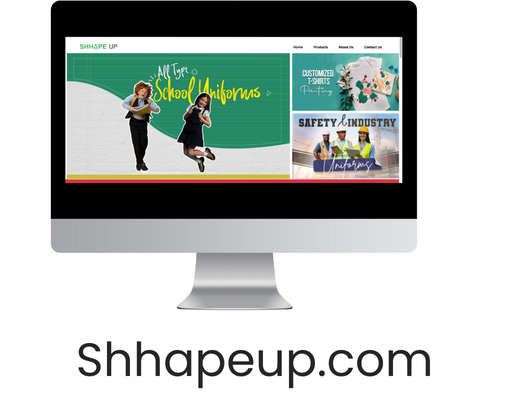 SHHAPE UP
Home Products About Us Contact Us
All Type
School Uniforms
CUSTOMIZED
T-SHIRTS
Printing
SAFETY & INDUSTRY
Uniforms
Shhapeup.com